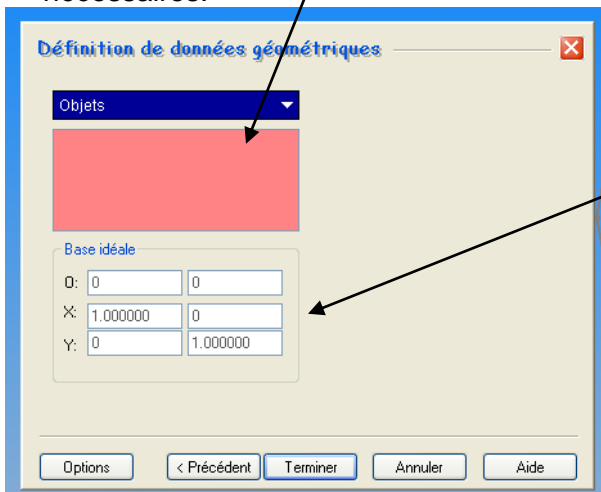 nécessaires.
Définition de données géométriques
Objets
Base idéale
O: 0 0
X: 1.000000 0
Y: 0 1.000000
Options < Précédent Terminer Annuler Aide